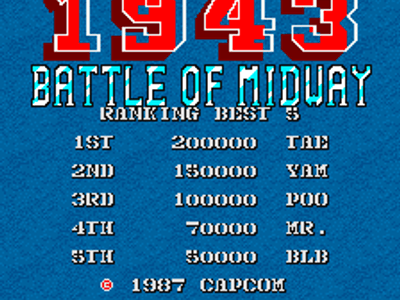 1943
BATTLE OF MIDWAY
RANKING BEST 5
1ST 200000 TAE
2ND 150000 YAM
3RD 100000 POO
4TH 70000 MR.
5TH 50000 BLB
© 1987 CAPCOM